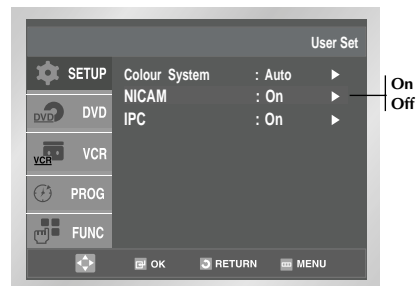 User Set
SETUP
Colour System : Auto ►
NICAM : On ►
On
Off
DVD DVD
IPC : On ►
VCR VCR
PROG
FUNC
OK RETURN MENU